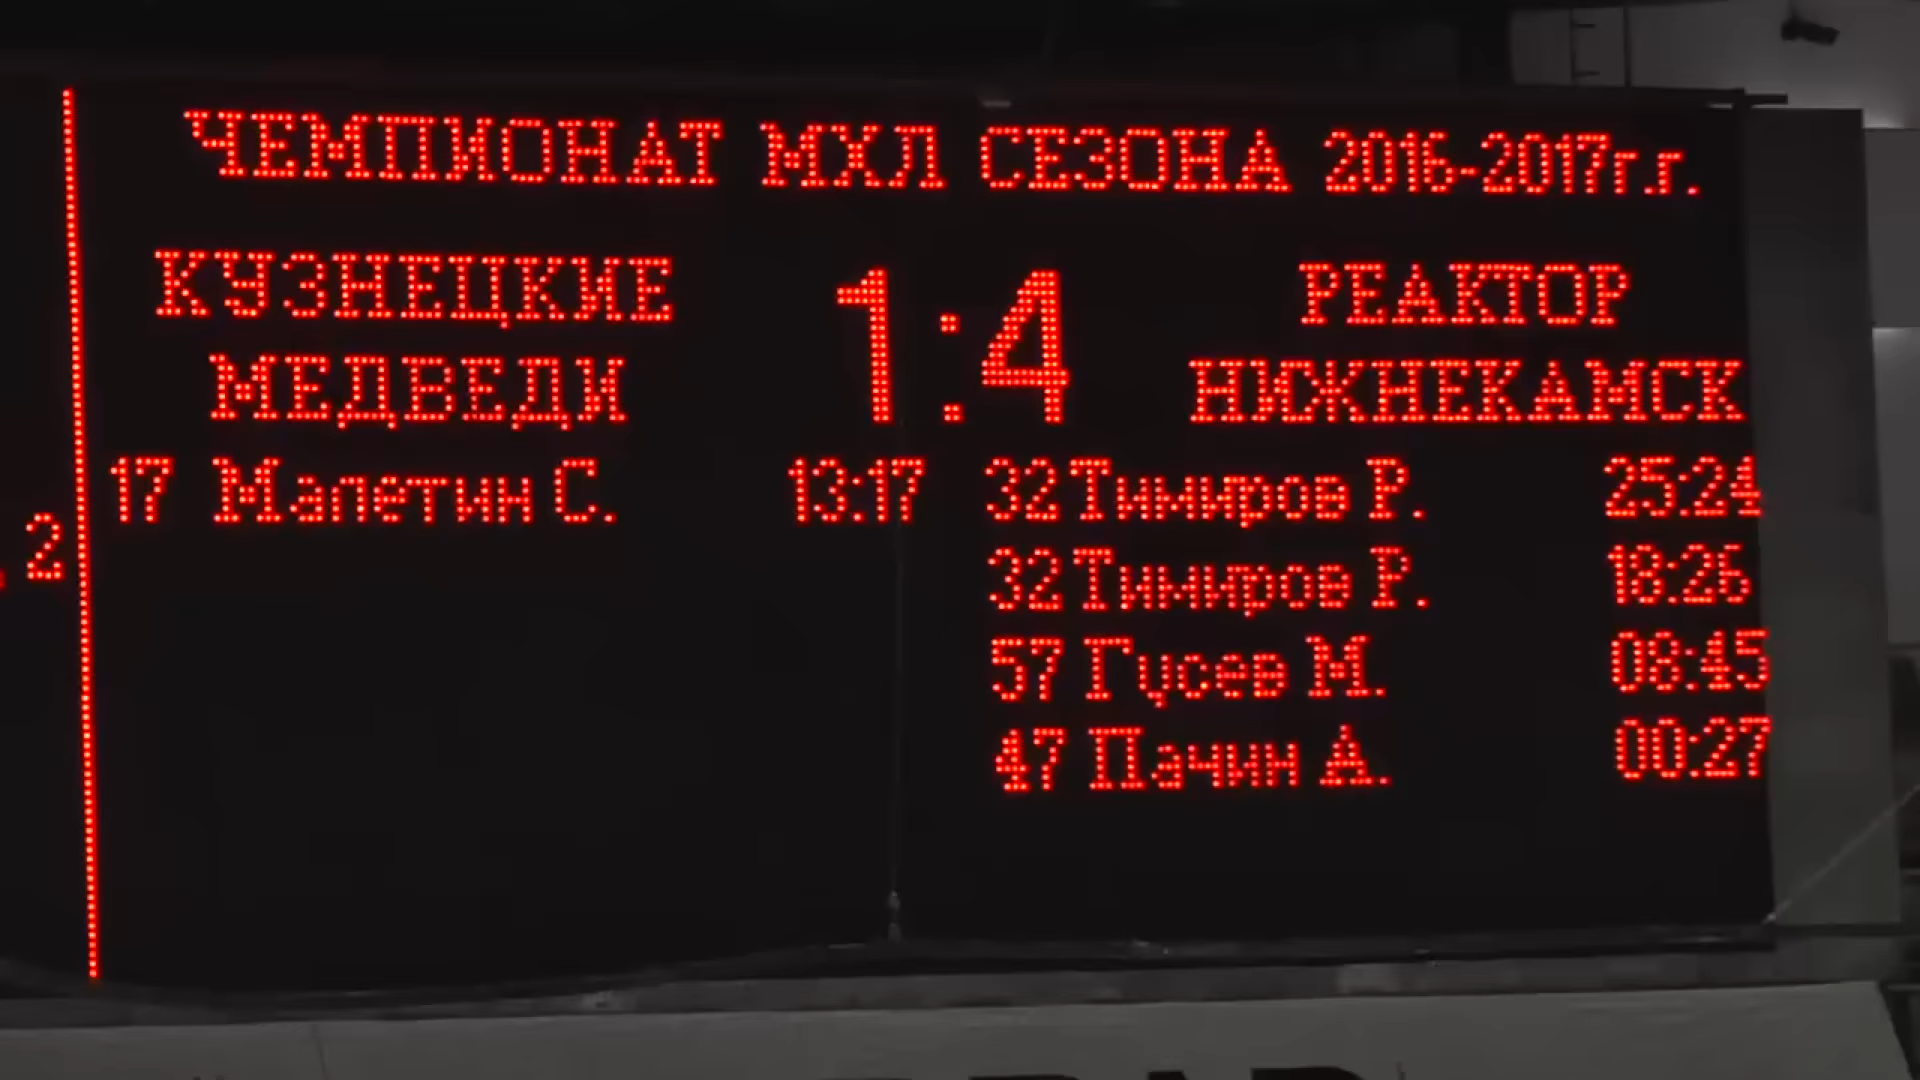 ЧЕМПИОНАТ МХЛ СЕЗОНА 2016-2017г.г.
КУЗНЕЦКИЕ МЕДВЕДИ
1:4
РЕАКТОР НИЖНЕКАМСК
17 Малетин С. 13:17
32 Тимиров Р. 25:24
32 Тимиров Р. 18:26
57 Гусев М. 08:45
47 Пачин А. 00:27
2